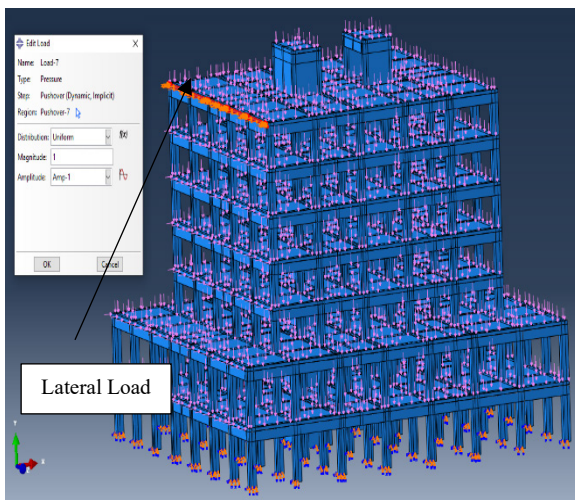 Edit Load
X
Name: Load-7
Type: Pressure
Step: Pushover (Dynamic, Implicit)
Region: Pushover-7
Distribution: Uniform f(x)
Magnitude: 1
Amplitude: Amp-1
OK Cancel
Lateral Load
Y
X